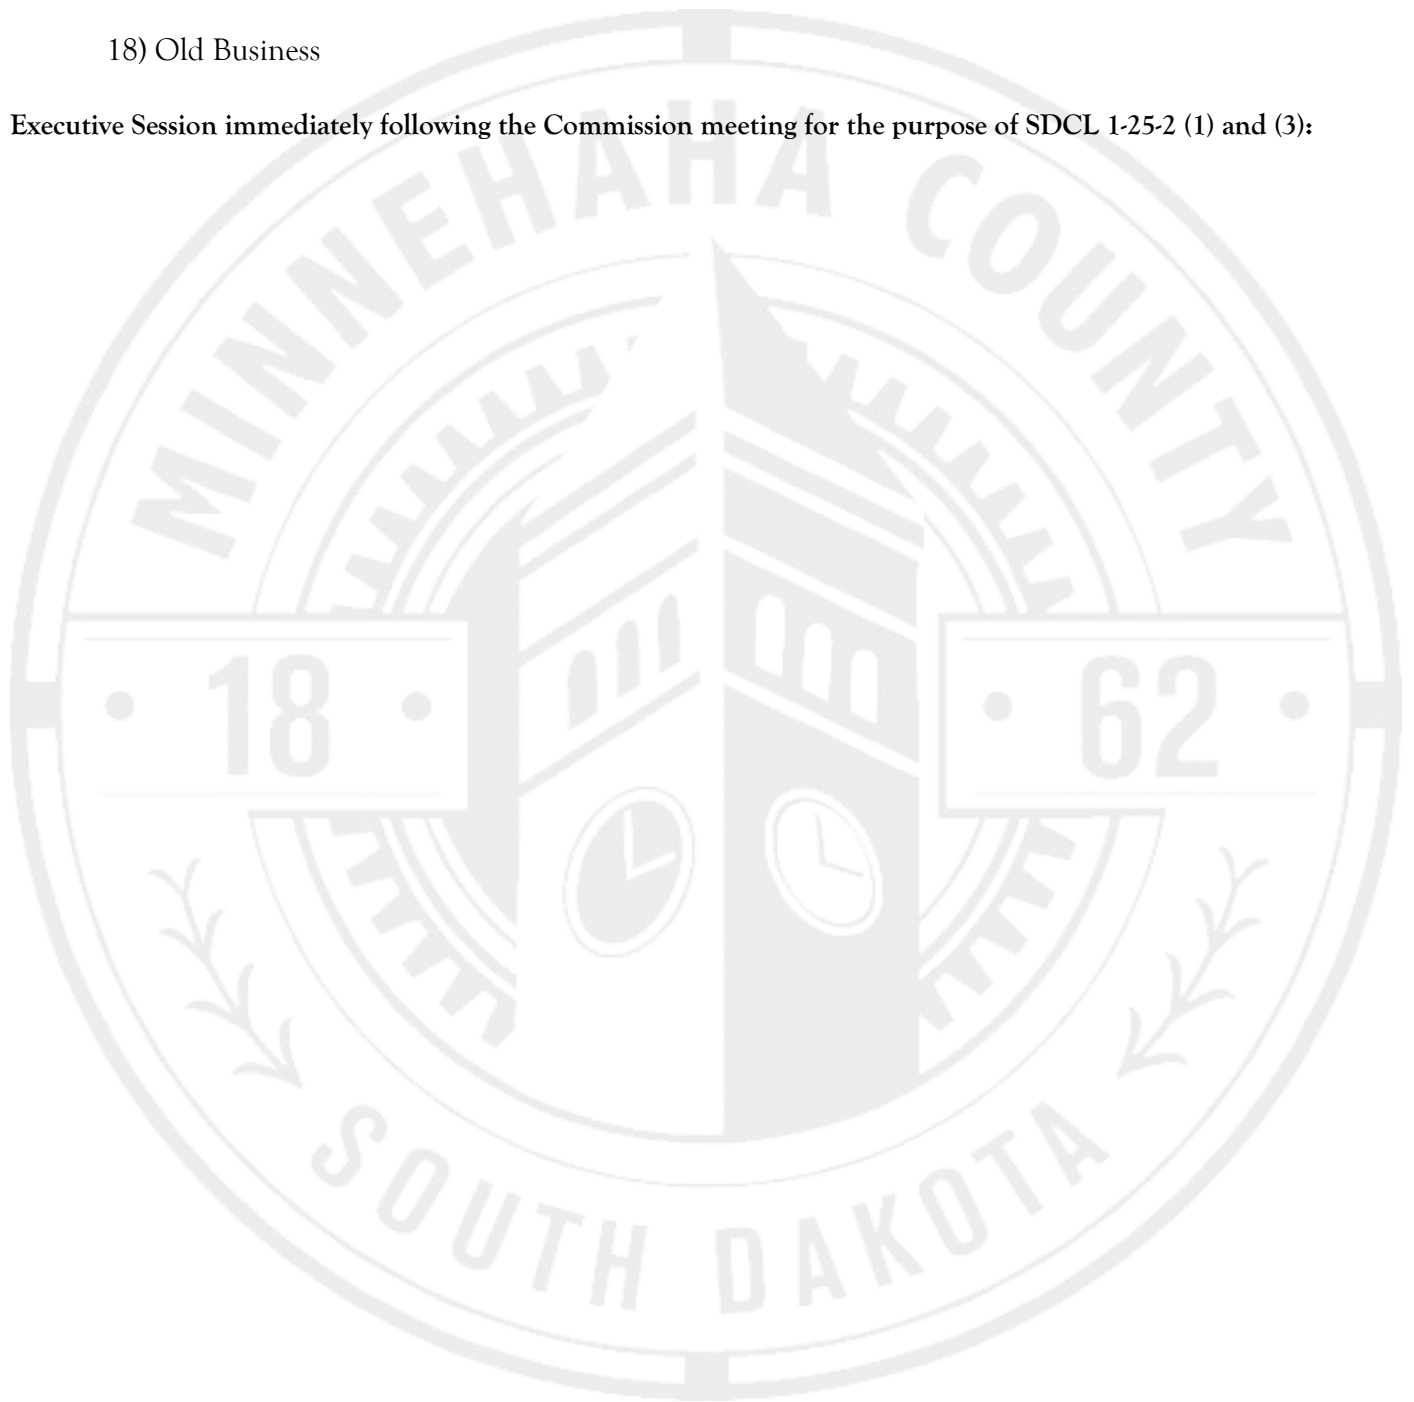 18) Old Business
Executive Session immediately following the Commission meeting for the purpose of SDCL 1-25-2 (1) and (3):
MINNEHAHA COUNTY
18 62
SOUTH DAKOTA